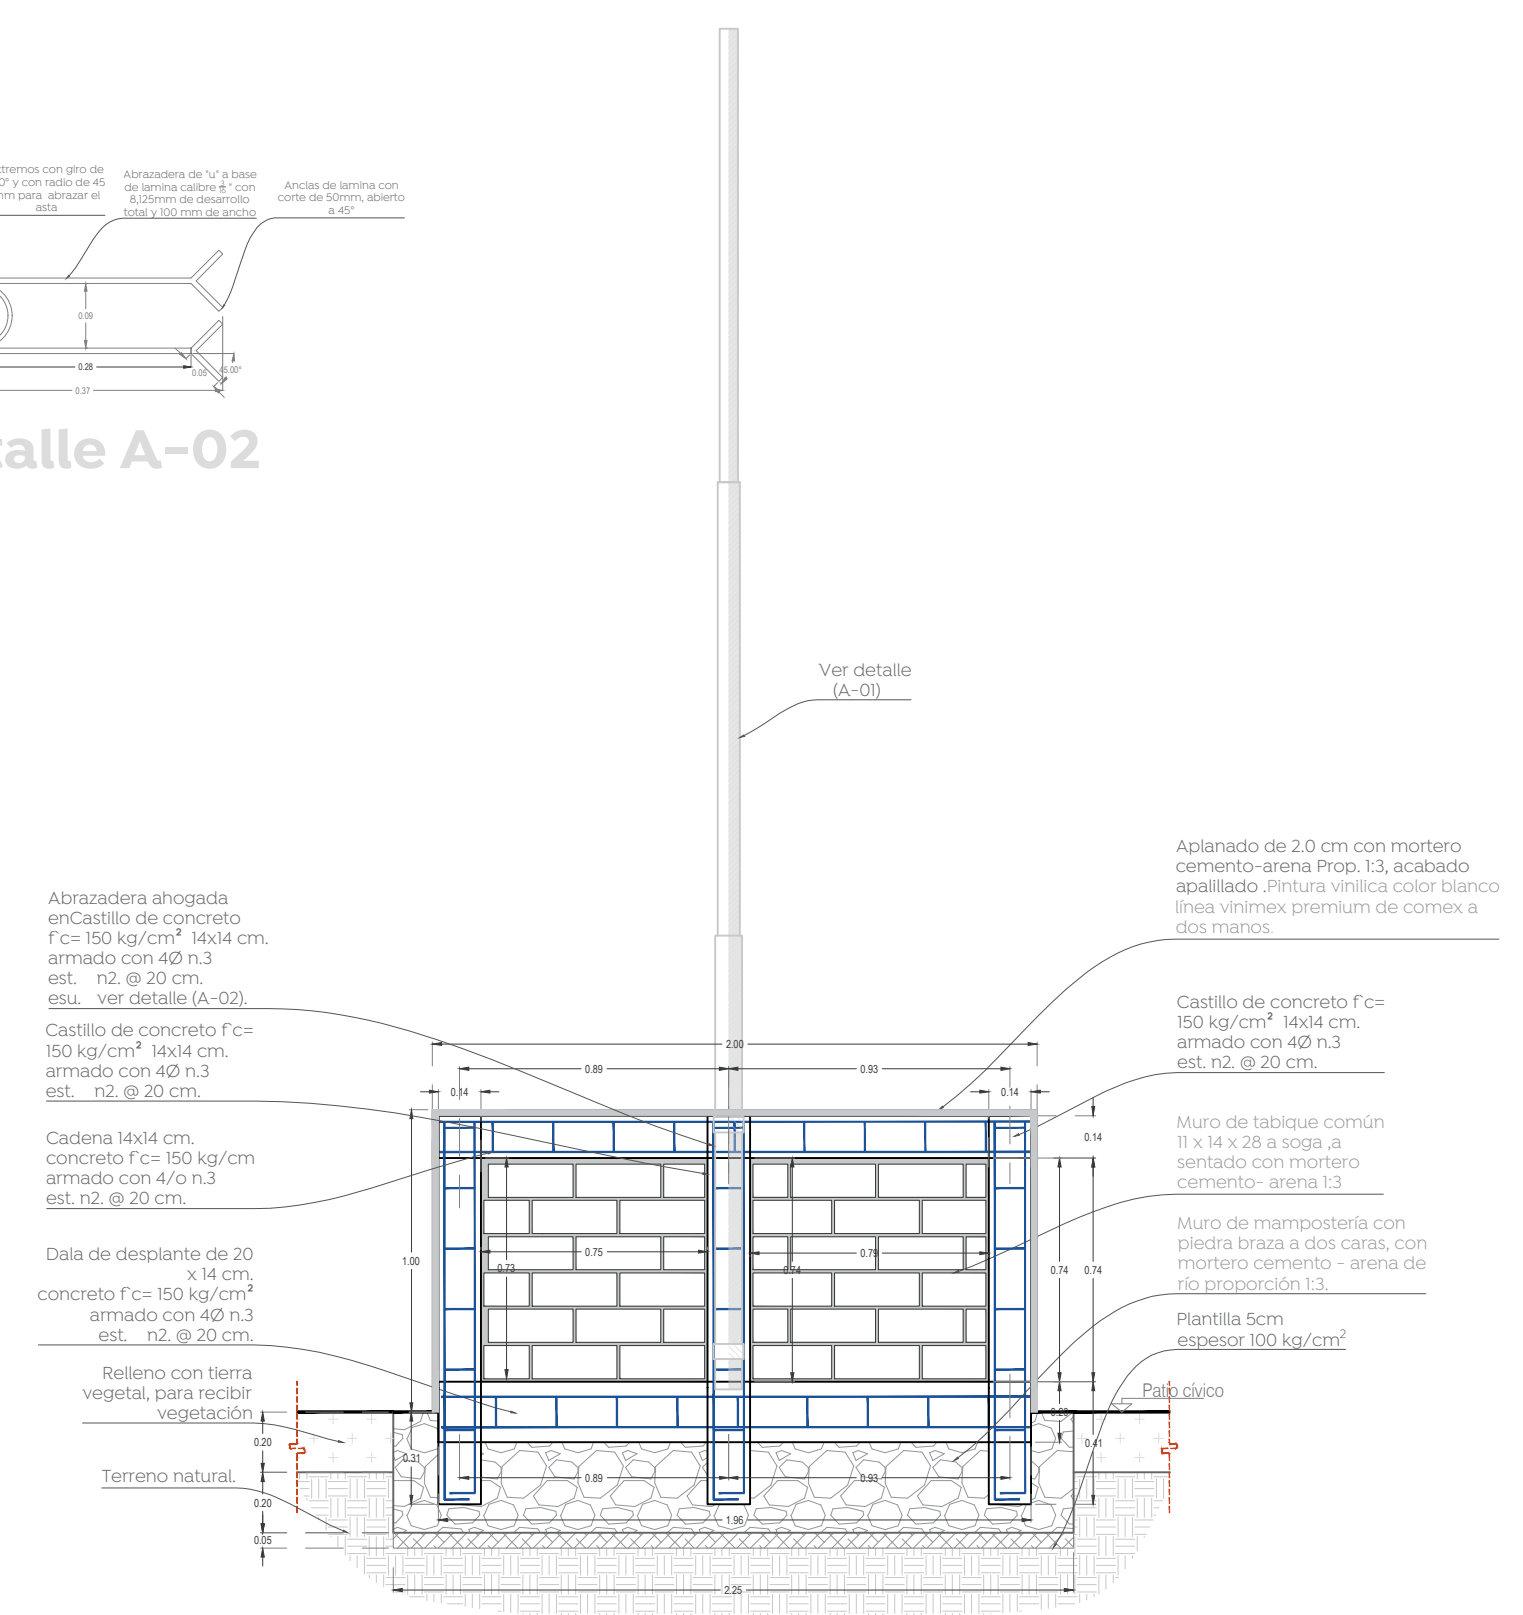 tremos con giro de
0° y con radio de 45
mm para abrazar el
asta
Abrazadera de "u" a base
de lamina calibre " con
8,125mm de desarrollo
total y 100 mm de ancho
Anclas de lamina con
corte de 50mm, abierto
a 45°
0.09
0.28
0.05
45.00°
0.37
talle A-02
Ver detalle
(A-01)
Abrazadera ahogada
enCastillo de concreto
f`c= 150 kg/cm² 14x14 cm.
armado con 4Ø n.3
est. n2. @ 20 cm.
esu. ver detalle (A-02).
Castillo de concreto f`c=
150 kg/cm² 14x14 cm.
armado con 4Ø n.3
est. n2. @ 20 cm.
Cadena 14x14 cm.
concreto f`c= 150 kg/cm
armado con 4/o n.3
est. n2. @ 20 cm.
Dala de desplante de 20
x 14 cm.
concreto f`c= 150 kg/cm²
armado con 4Ø n.3
est. n2. @ 20 cm.
Relleno con tierra
vegetal, para recibir
vegetación
Terreno natural.
Aplanado de 2.0 cm con mortero
cemento-arena Prop. 1:3, acabado
apalillado .Pintura vinilica color blanco
línea vinimex premium de comex a
dos manos.
Castillo de concreto f`c=
150 kg/cm² 14x14 cm.
armado con 4Ø n.3
est. n2. @ 20 cm.
Muro de tabique común
11 x 14 x 28 a soga ,a
sentado con mortero
cemento- arena 1:3
Muro de mampostería con
piedra braza a dos caras, con
mortero cemento - arena de
río proporción 1:3.
Plantilla 5cm
espesor 100 kg/cm²
Patio cívico
2.00
0.89
0.93
0.14
0.14
0.14
1.00
0.75
0.79
0.73
0.74
0.74
0.74
0.20
0.41
0.31
0.20
0.20
0.05
0.89
0.93
1.96
2.25